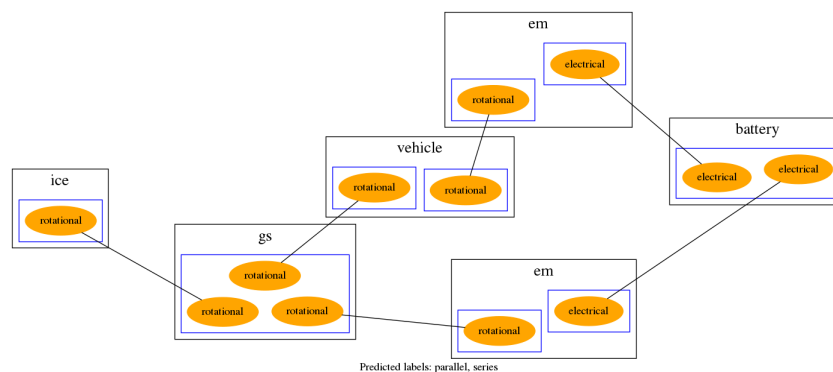 em
electrical
rotational
battery
vehicle
electrical
electrical
ice
rotational
rotational
rotational
gs
em
rotational
rotational
rotational
electrical
rotational
Predicted labels: parallel, series